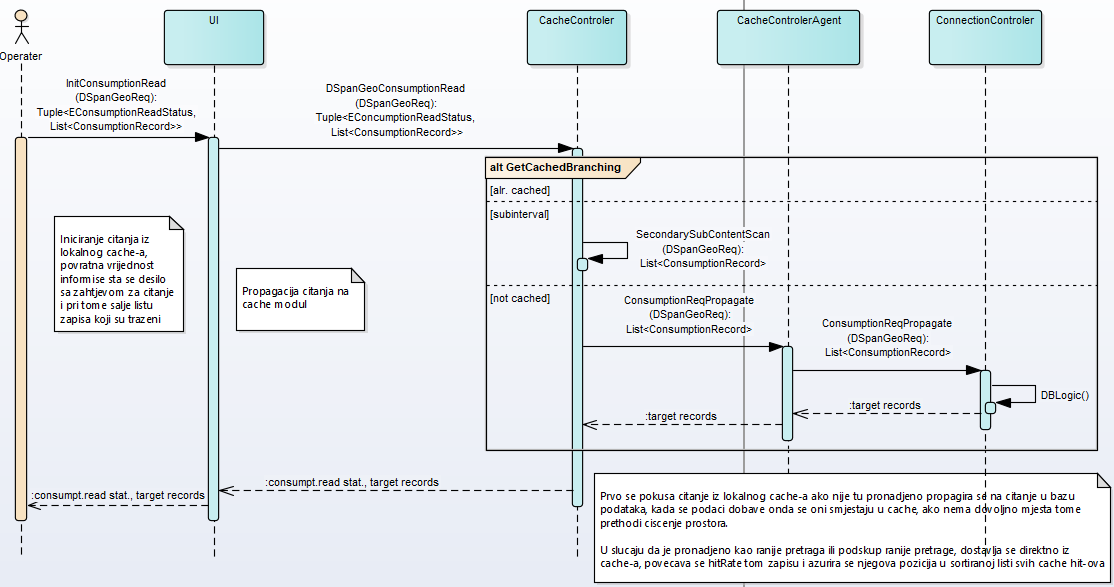 UI
CacheControler
CacheControlerAgent
ConnectionControler
Operater
InitConsumptionRead
(DSpanGeoReq):
Tuple<EConsumptionReadStatus,
List<ConsumptionRecord>>
DSpanGeoConsumptionRead
(DSpanGeoReq):
Tuple<EConcumptionReadStatus,
List<ConsumptionRecord>>
alt GetCachedBranching
[alr. cached]
[subinterval]
SecondarySubContentScan
(DSpanGeoReq):
List<ConsumptionRecord>
Iniciranje citanja iz
lokalnog cache-a,
povratna vrijednost
informise sta se desilo
sa zahtjevom za citanje
i pri tome salje listu
zapisa koji su trazeni
Propagacija citanja na
cache modul
[not cached]
ConsumptionReqPropagate
(DSpanGeoReq):
List<ConsumptionRecord>
ConsumptionReqPropagate
(DSpanGeoReq):
List<ConsumptionRecord>
DBLogic()
:target records
:target records
:consumpt.read stat., target records
:consumpt.read stat., target records
Prvo se pokusa citanje iz lokalnog cache-a ako nije tu pronadjeno propagira se na citanje u bazu
podataka, kada se podaci dobave onda se oni smjestaju u cache, ako nema dovoljno mjesta tome
prethodi ciscenje prostora.
U slucaju da je pronadjeno kao ranije pretraga ili podskup ranije pretrage, dostavlja se direktno iz
cache-a, povecava se hitRate tom zapisu i azurira se njegova pozicija u sortiranoj listi svih cache hit-ova